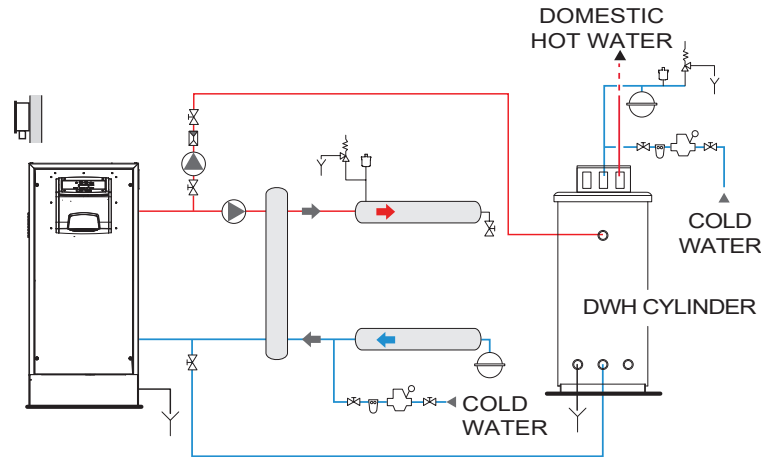 DOMESTIC
HOT WATER
COLD
WATER
DWH CYLINDER
COLD
WATER